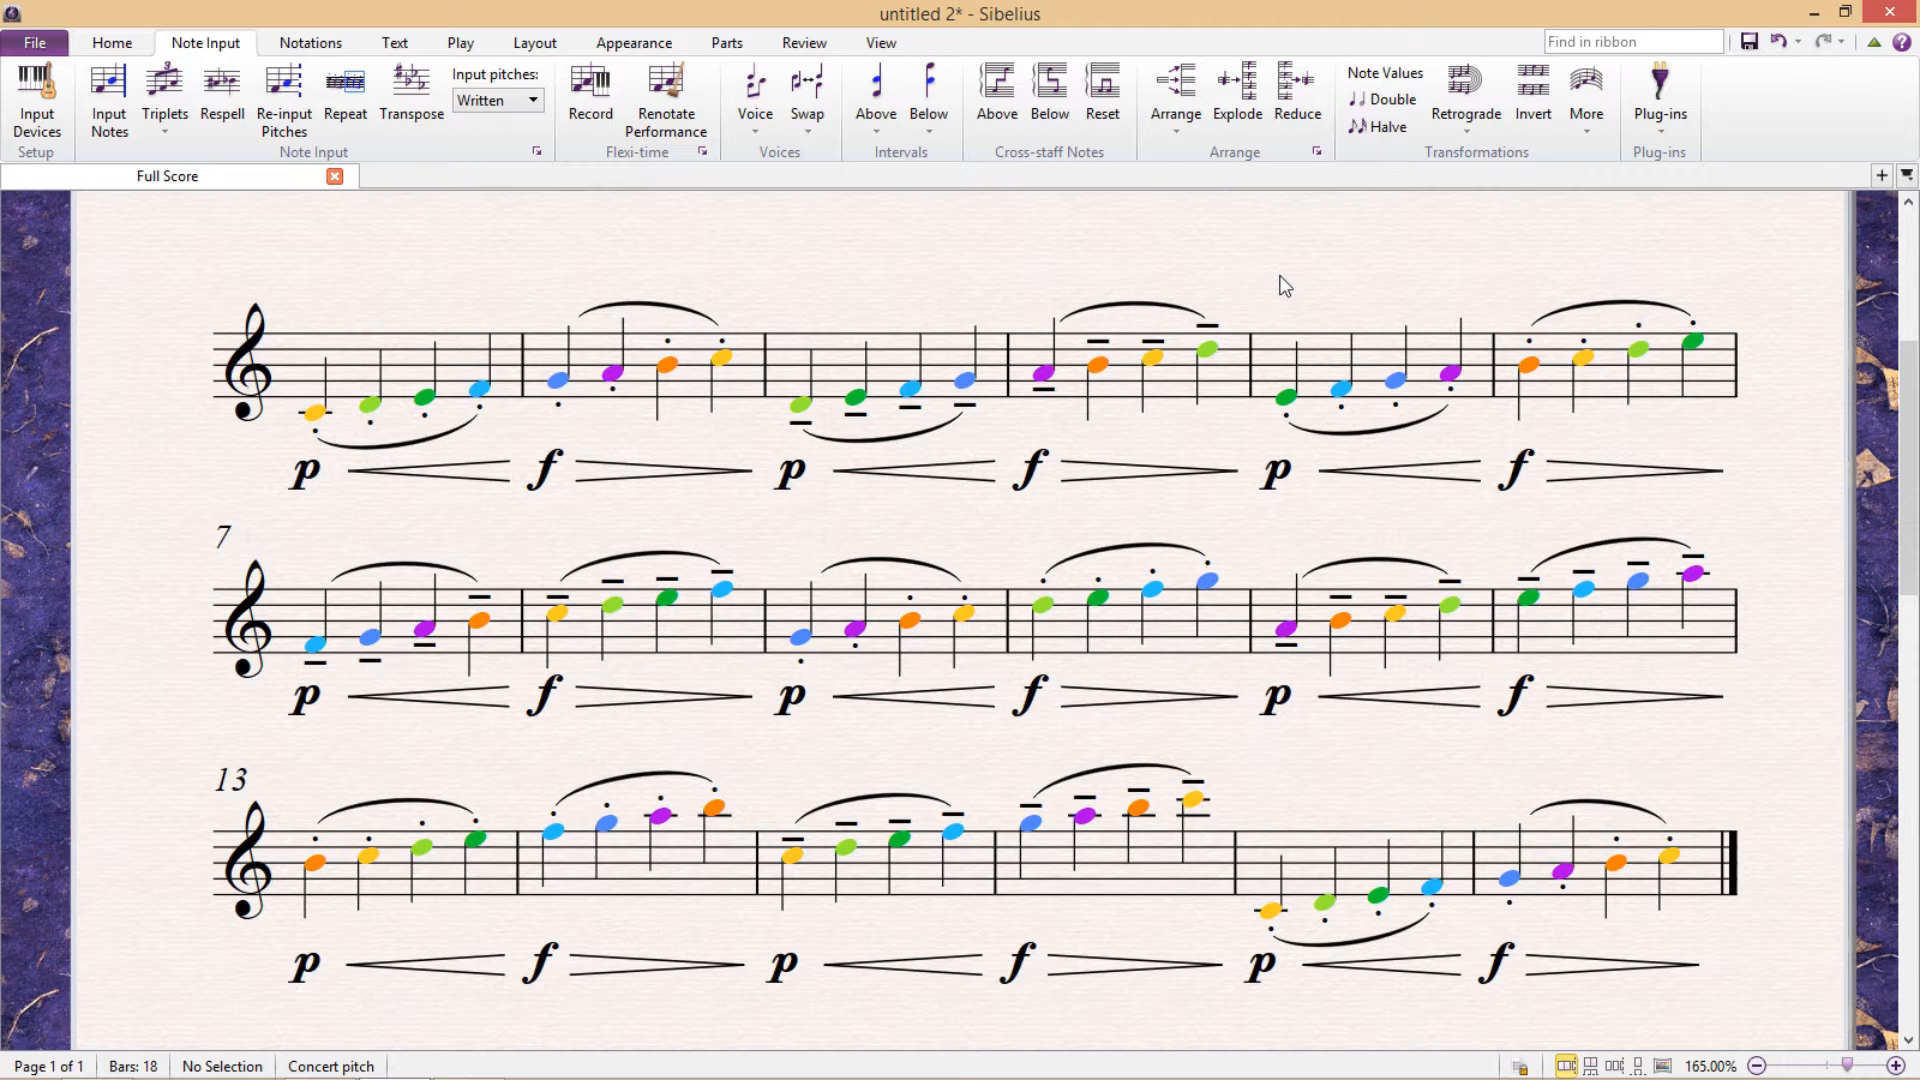 untitled 2* - Sibelius
File Home Note Input Notations Text Play Layout Appearance Parts Review View Find in ribbon
Input Devices
Input Notes
Triplets
Respell
Re-input Pitches
Repeat
Transpose
Input pitches:
Written
Record
Renotate Performance
Voice
Swap
Above
Below
Above
Below
Reset
Arrange
Explode
Reduce
Note Values
Double
Halve
Retrograde
Invert
More
Plug-ins
Setup Note Input Flexi-time Voices Intervals Cross-staff Notes Arrange Transformations Plug-ins
Full Score
p f p f p f
7
p f p f p f
13
p f p f p f
Page 1 of 1 Bars: 18 No Selection Concert pitch 165.00%